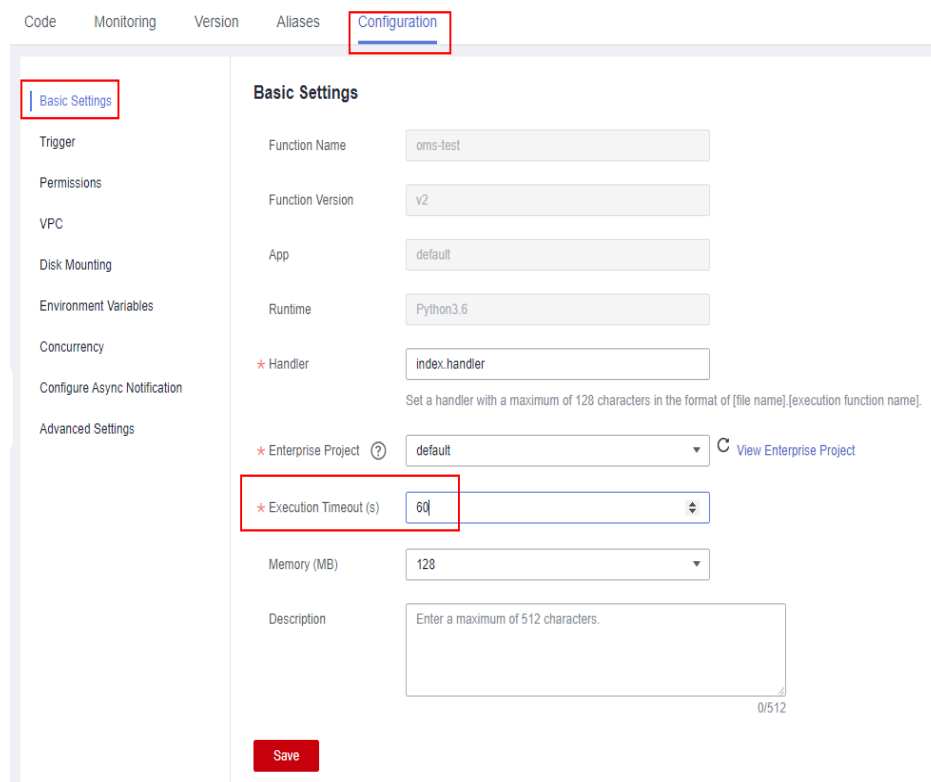 Code Monitoring Version Aliases Configuration
Basic Settings
Trigger
Permissions
VPC
Disk Mounting
Environment Variables
Concurrency
Configure Async Notification
Advanced Settings
Basic Settings
Function Name oms-test
Function Version v2
App default
Runtime Python3.6
* Handler index.handler
Set a handler with a maximum of 128 characters in the format of [file name].[execution function name].
* Enterprise Project ? default View Enterprise Project
* Execution Timeout (s) 60
Memory (MB) 128
Description Enter a maximum of 512 characters.
0/512
Save